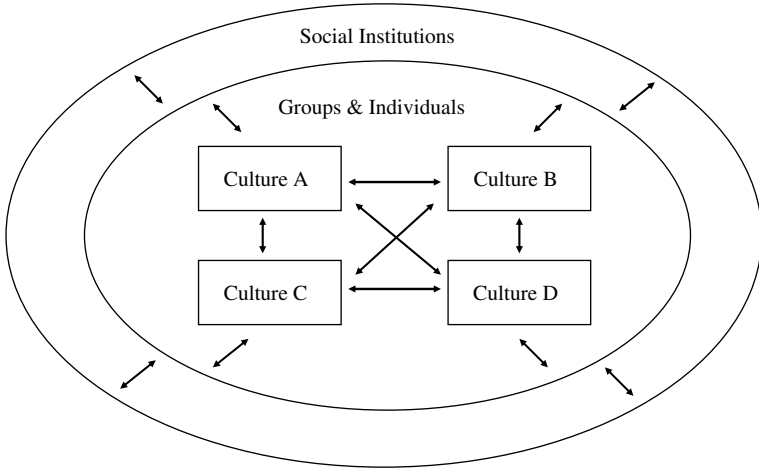 Social Institutions
Groups & Individuals
Culture A
Culture B
Culture C
Culture D